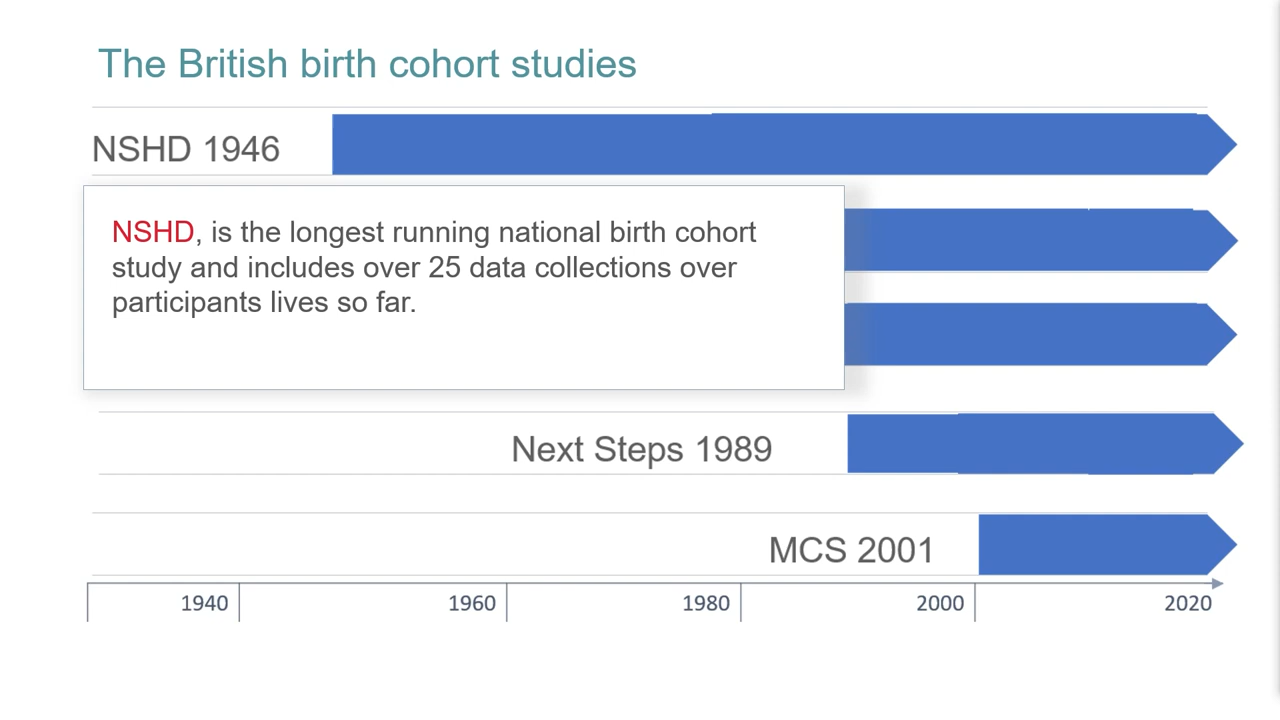 The British birth cohort studies
NSHD 1946
NSHD, is the longest running national birth cohort
study and includes over 25 data collections over
participants lives so far.
Next Steps 1989
MCS 2001
1940 1960 1980 2000 2020